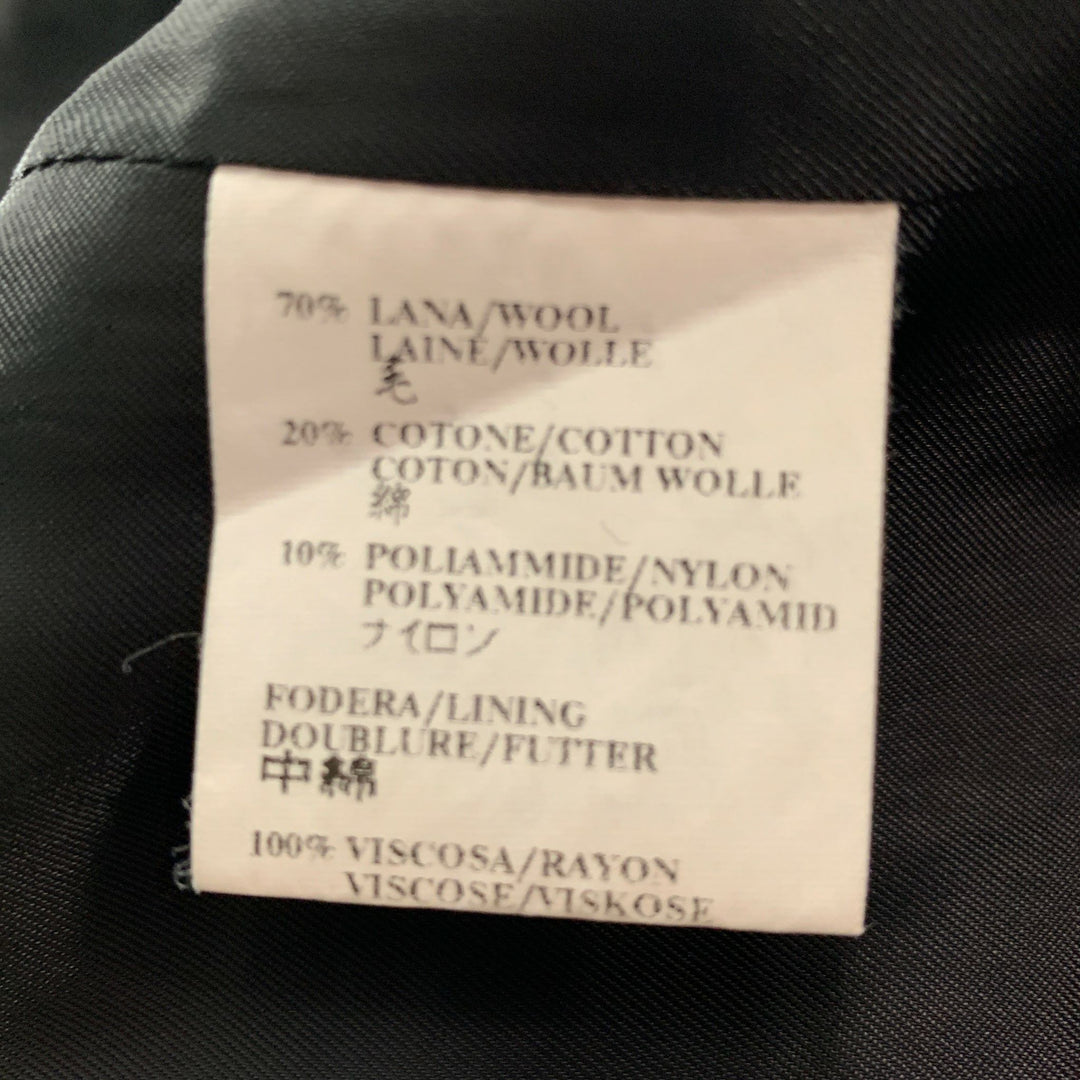 70% LANA/WOOL
LAINE/WOLLE
毛
20% COTONE/COTTON
COTON/BAUM WOLLE
綿
10% POLIAMMIDE/NYLON
POLYAMIDE/POLYAMID
ナイロン
FODERA/LINING
DOUBLURE/FUTTER
中綿
100% VISCOSA/RAYON
VISCOSE/VISKOSE